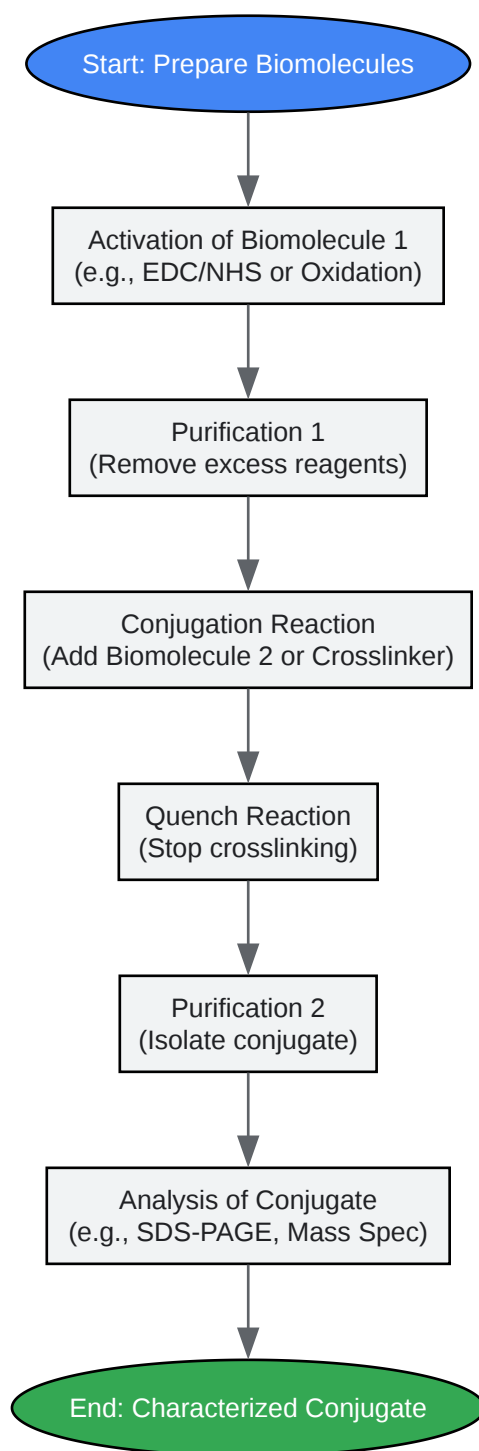 Start: Prepare Biomolecules
Activation of Biomolecule 1
(e.g., EDC/NHS or Oxidation)
Purification 1
(Remove excess reagents)
Conjugation Reaction
(Add Biomolecule 2 or Crosslinker)
Quench Reaction
(Stop crosslinking)
Purification 2
(Isolate conjugate)
Analysis of Conjugate
(e.g., SDS-PAGE, Mass Spec)
End: Characterized Conjugate